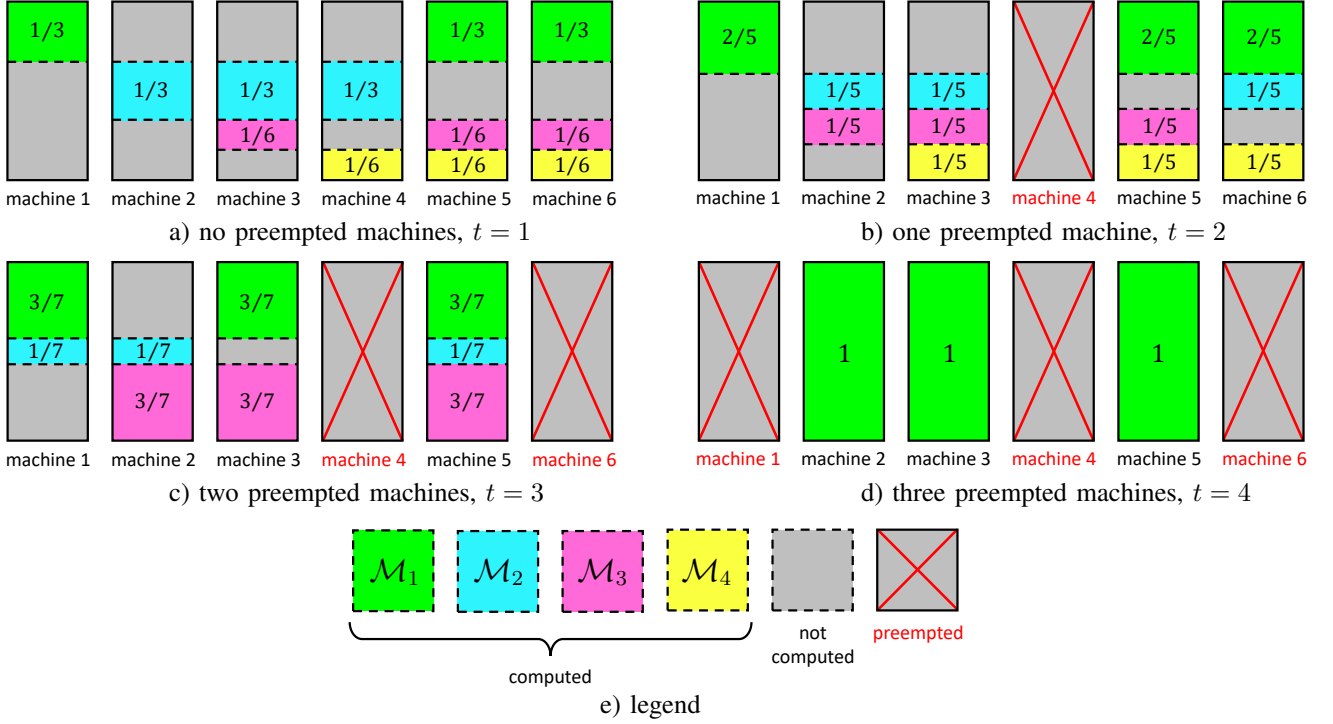 1/3 1/3 1/3 2/5 2/5 2/5
1/3 1/3 1/3 1/5 1/5 1/5
1/6 1/6 1/6 1/5 1/5 1/5
1/6 1/6 1/6 1/5 1/5 1/5
machine 1 machine 2 machine 3 machine 4 machine 5 machine 6 machine 1 machine 2 machine 3 machine 4 machine 5 machine 6
a) no preempted machines, t = 1 b) one preempted machine, t = 2
3/7 3/7 3/7
1/7 1/7 1/7 1 1 1
3/7 3/7 3/7
machine 1 machine 2 machine 3 machine 4 machine 5 machine 6 machine 1 machine 2 machine 3 machine 4 machine 5 machine 6
c) two preempted machines, t = 3 d) three preempted machines, t = 4
ℳ₁ ℳ₂ ℳ₃ ℳ₄
not preempted
computed
computed
e) legend